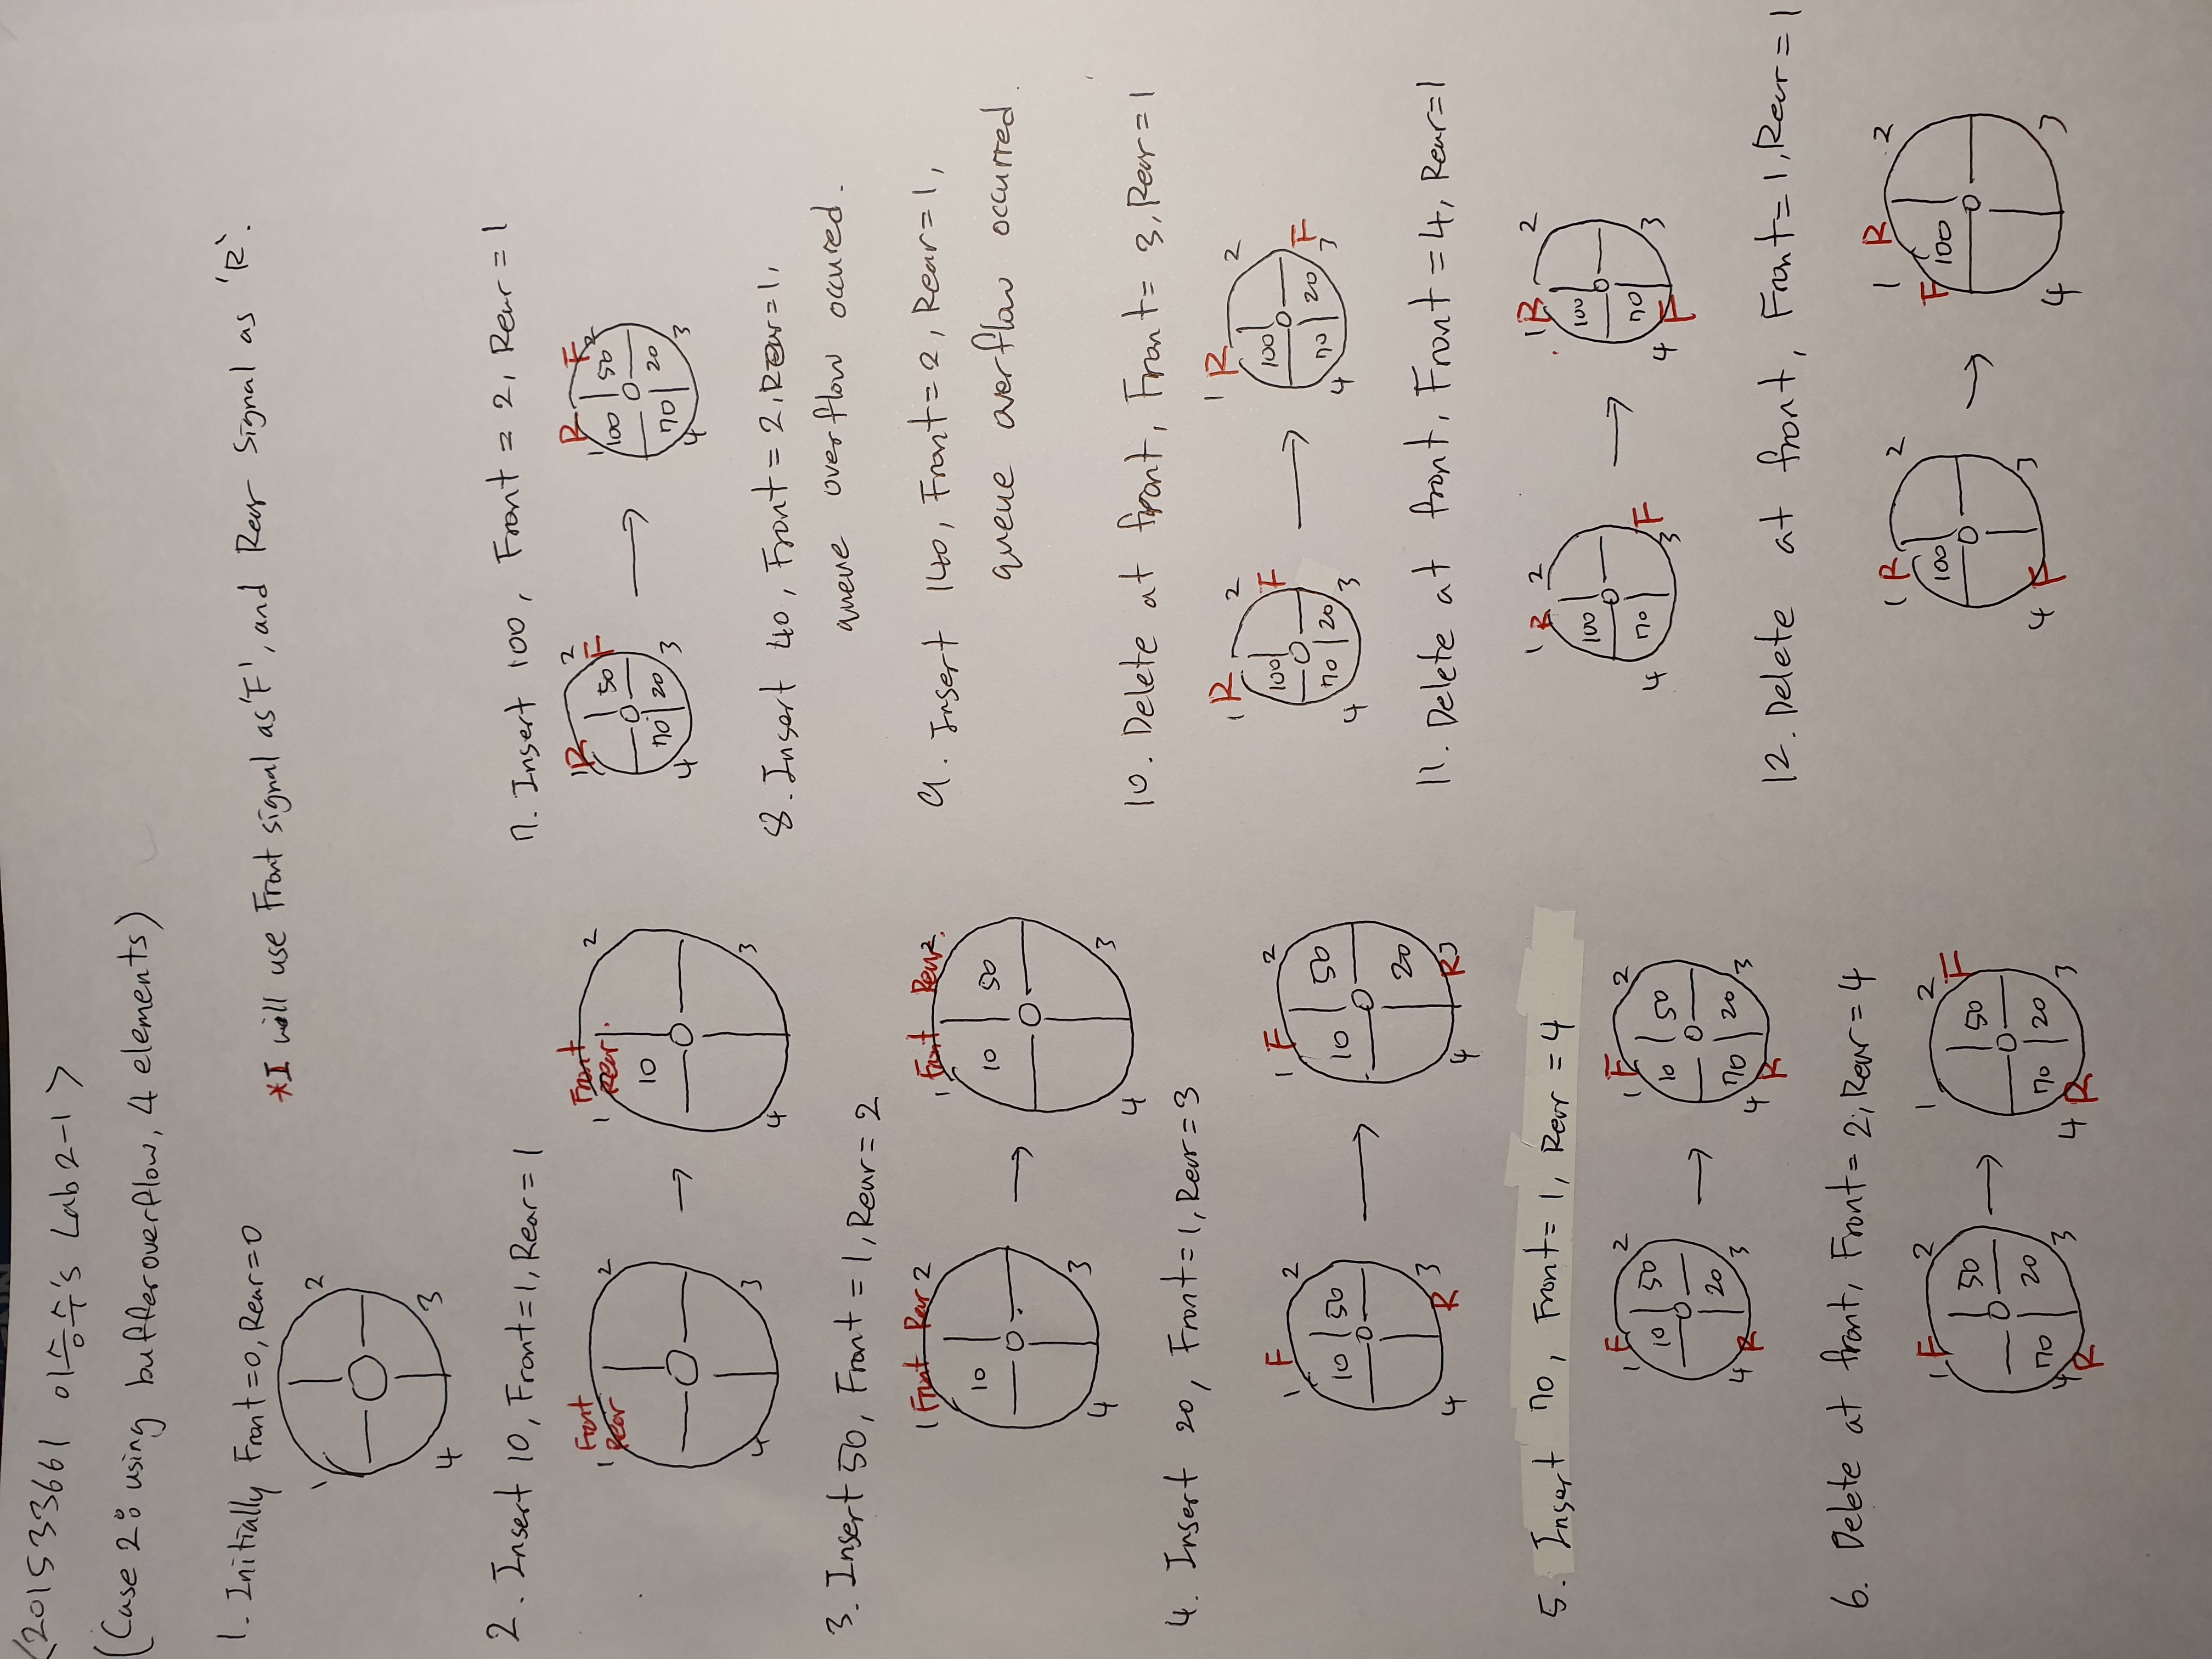 <201533661 이승수's Lab 2-1>
(Case 2: using bufferoverflow, 4 elements)
1. Initially Front=0, Rear=0
*I will use Front signal as 'F', and Rear Signal as 'R'.
1 2
4 3
2. Insert 10, Front=1, Rear=1
Front Front
1 Rear 2 1 Rear 2
10
4 3 4 3
3. Insert 50, Front=1, Rear=2
1 Front Rear 2 1 Front Rear 2
10 10 50
4 3 4 3
4. Insert 20, Front=1, Rear=3
1 F 2 1 F 2
10 50 10 50
20
4 R 3 4 R 3
5. Insert 70, Front=1, Rear=4
1 F 2 1 F 2
10 50 10 50
20 70 20
4 R 3 4 R 3
6. Delete at front, Front=2, Rear=4
1 F 2 1 2 F
50 50
70 20 70 20
4 R 3 4 R 3
7. Insert 100, Front=2, Rear=1
1 R 2 F 1 R F 2
50 100 50
70 20 70 20
4 3 4 3
8. Insert 40, Front=2, Rear=1,
queue overflow occured.
9. Insert 140, Front=2, Rear=1,
queue overflow occurred.
10. Delete at front, Front=3, Rear=1
1 R 2 F 1 R 2
100 100
70 20 70 20 F
4 3 4 3
11. Delete at front, Front=4, Rear=1
1 R 2 1 R 2
100 100
70 F 70
4 3 4 F 3
12. Delete at front, Front=1, Rear=1
1 R 2 1 R 2
100 F 100
4 F 3 4 3